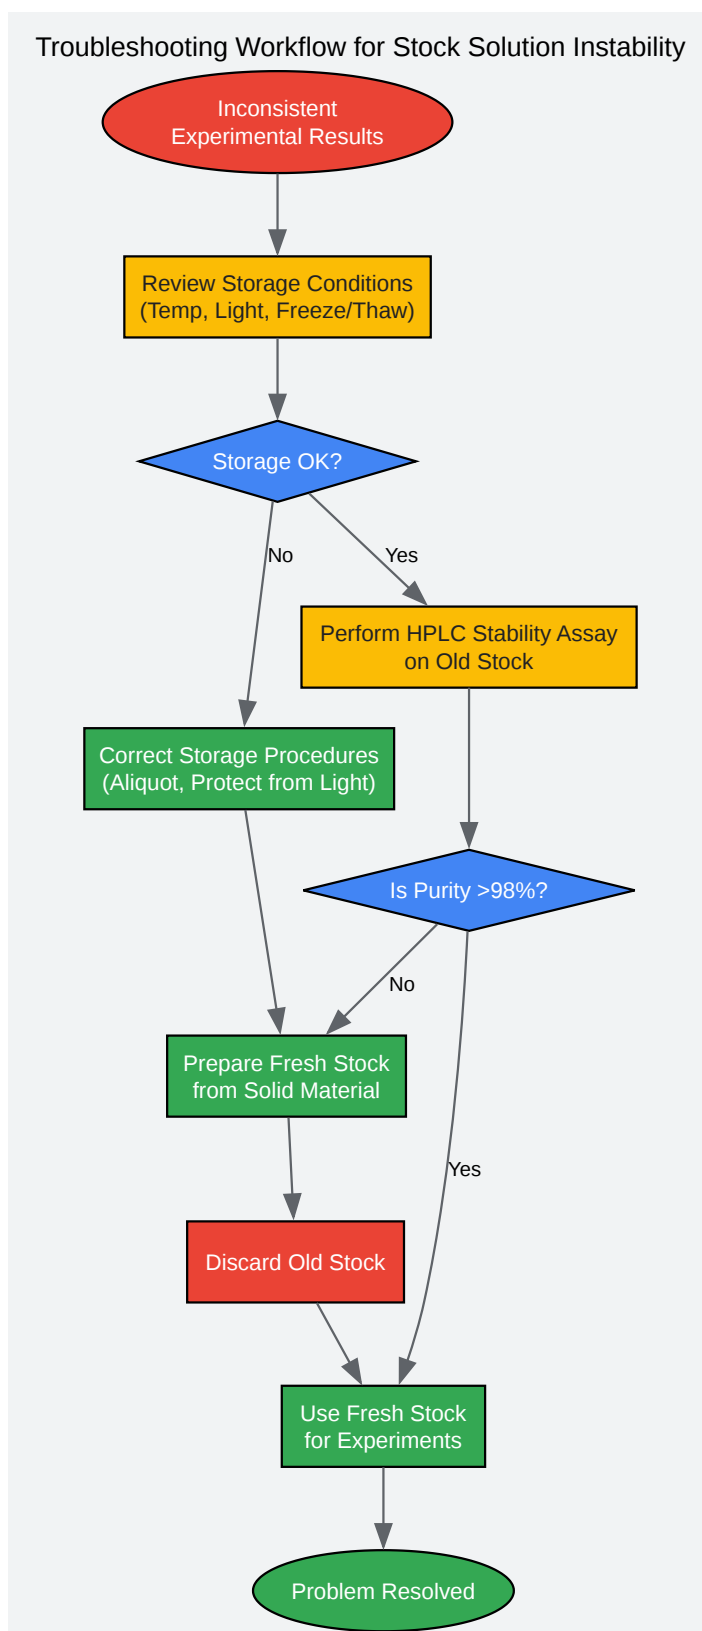 Troubleshooting Workflow for Stock Solution Instability
Inconsistent
Experimental Results
Review Storage Conditions
(Temp, Light, Freeze/Thaw)
Storage OK?
No
Yes
Perform HPLC Stability Assay
on Old Stock
Correct Storage Procedures
(Aliquot, Protect from Light)
Is Purity >98%?
No
Prepare Fresh Stock
from Solid Material
Yes
Discard Old Stock
Use Fresh Stock
for Experiments
Problem Resolved